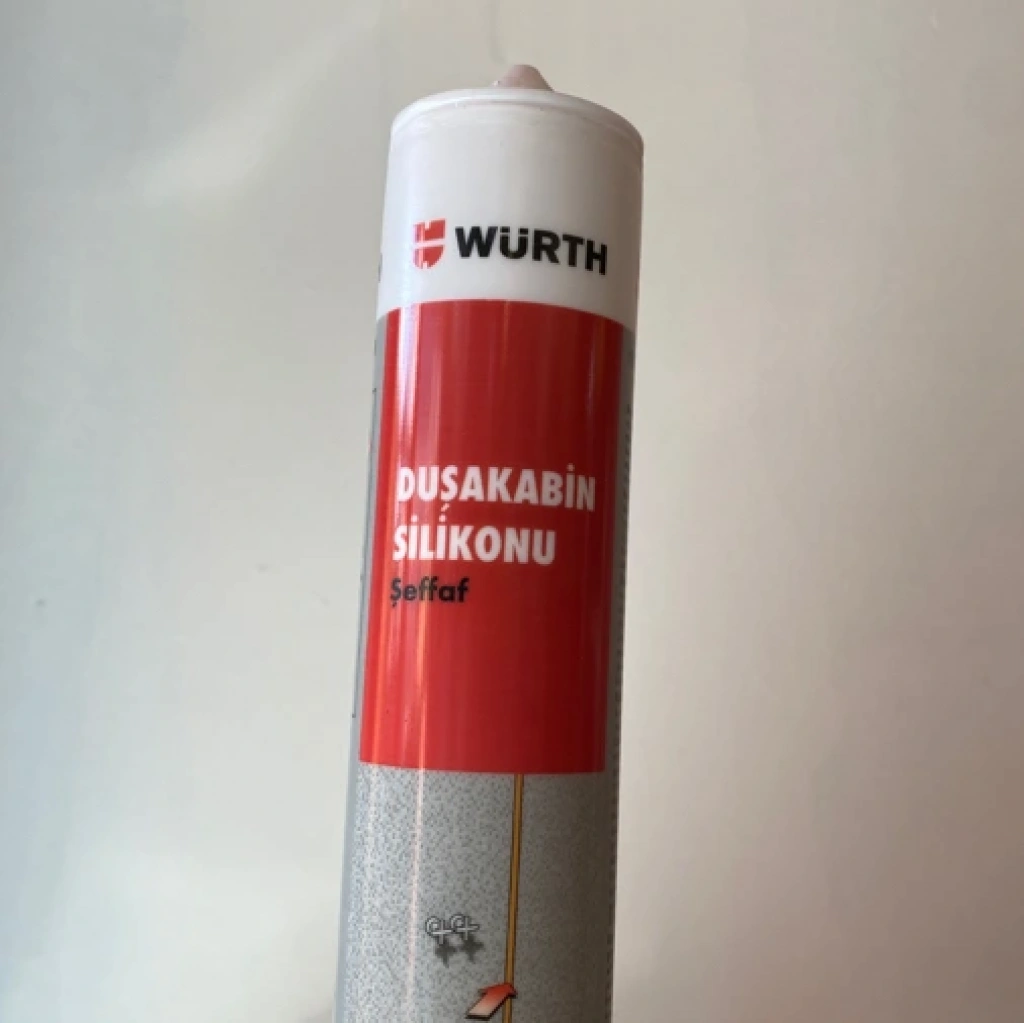 WÜRTH
DUŞAKABİN
SİLİKONU
Şeffaf